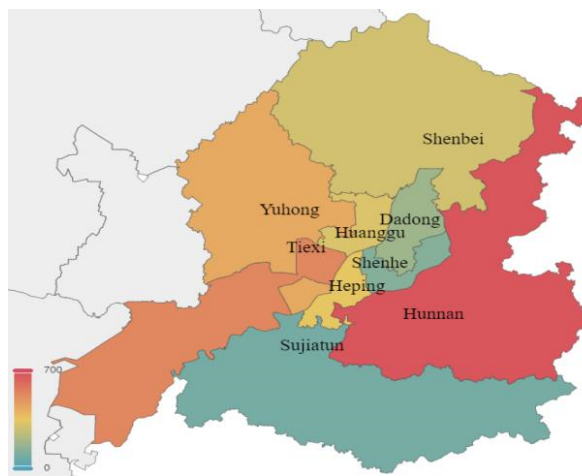 Shenbei
Yuhong
Dadong
Huanggu
Tiexi
Shenhe
Heping
Hunnan
Sujiatun
700
0